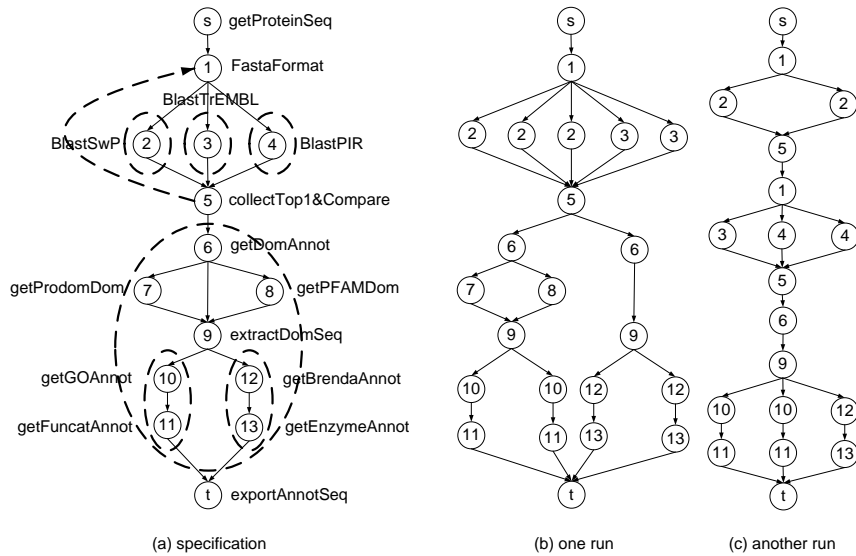 s getProteinSeq
1 FastaFormat
BlastTrEMBL
BlastSwP 2 3 4 BlastPIR
5 collectTop1&Compare
6 getDomAnnot
getProdomDom 7 8 getPFAMDom
9 extractDomSeq
getGOAnnot 10 12 getBrendaAnnot
getFuncatAnnot 11 13 getEnzymeAnnot
t exportAnnotSeq
(a) specification
s
1
2 2 2 3 3
5
6 6
7 8
9 9
10 10 12 12
11 11 13 13
t
(b) one run
s
1
2 2
5
1
3 4 4
5
6
9
10 10 12
11 11 13
t
(c) another run